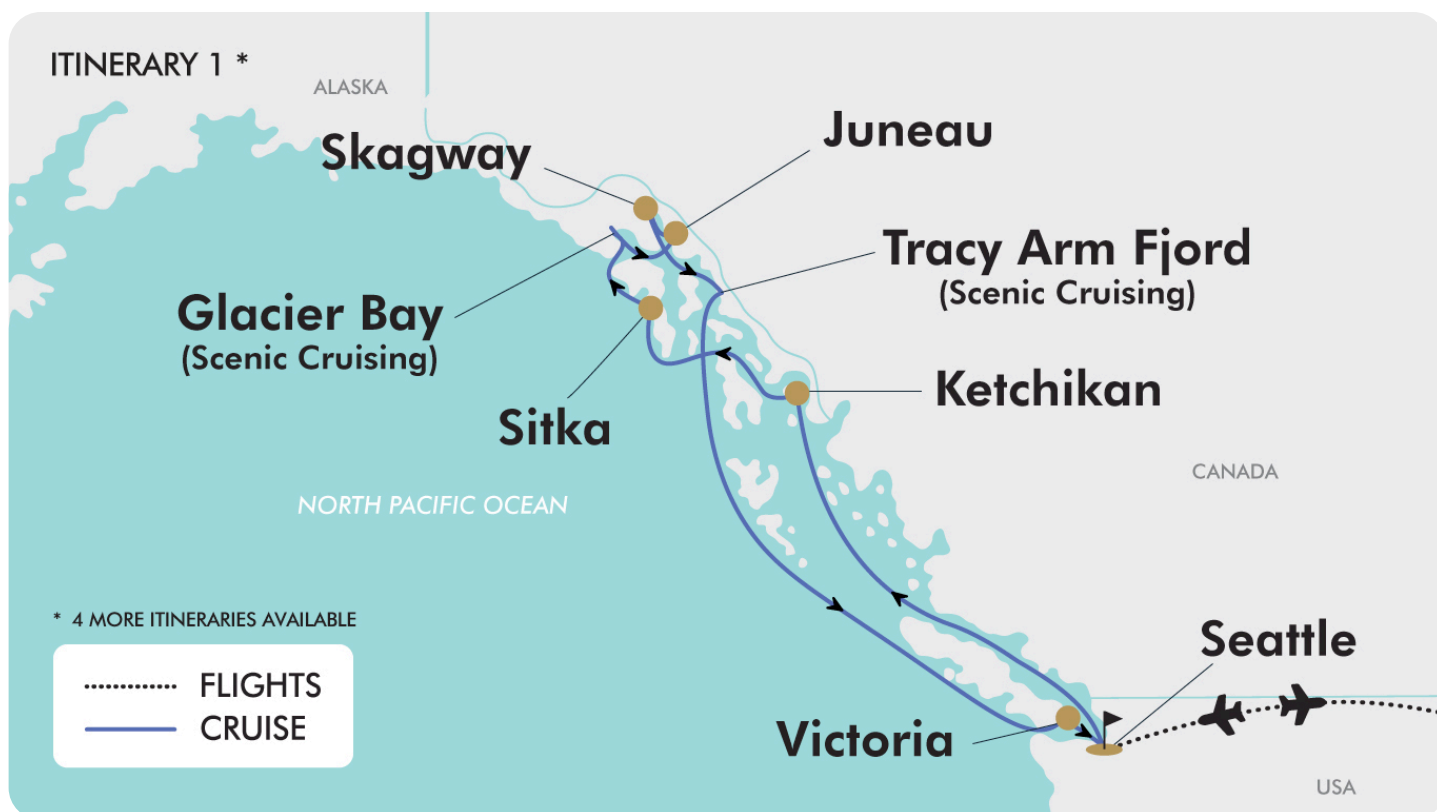 ITINERARY 1 *
ALASKA
Skagway
Juneau
Tracy Arm Fjord
(Scenic Cruising)
Glacier Bay
(Scenic Cruising)
Ketchikan
Sitka
CANADA
NORTH PACIFIC OCEAN
* 4 MORE ITINERARIES AVAILABLE
Seattle
FLIGHTS
CRUISE
Victoria
USA